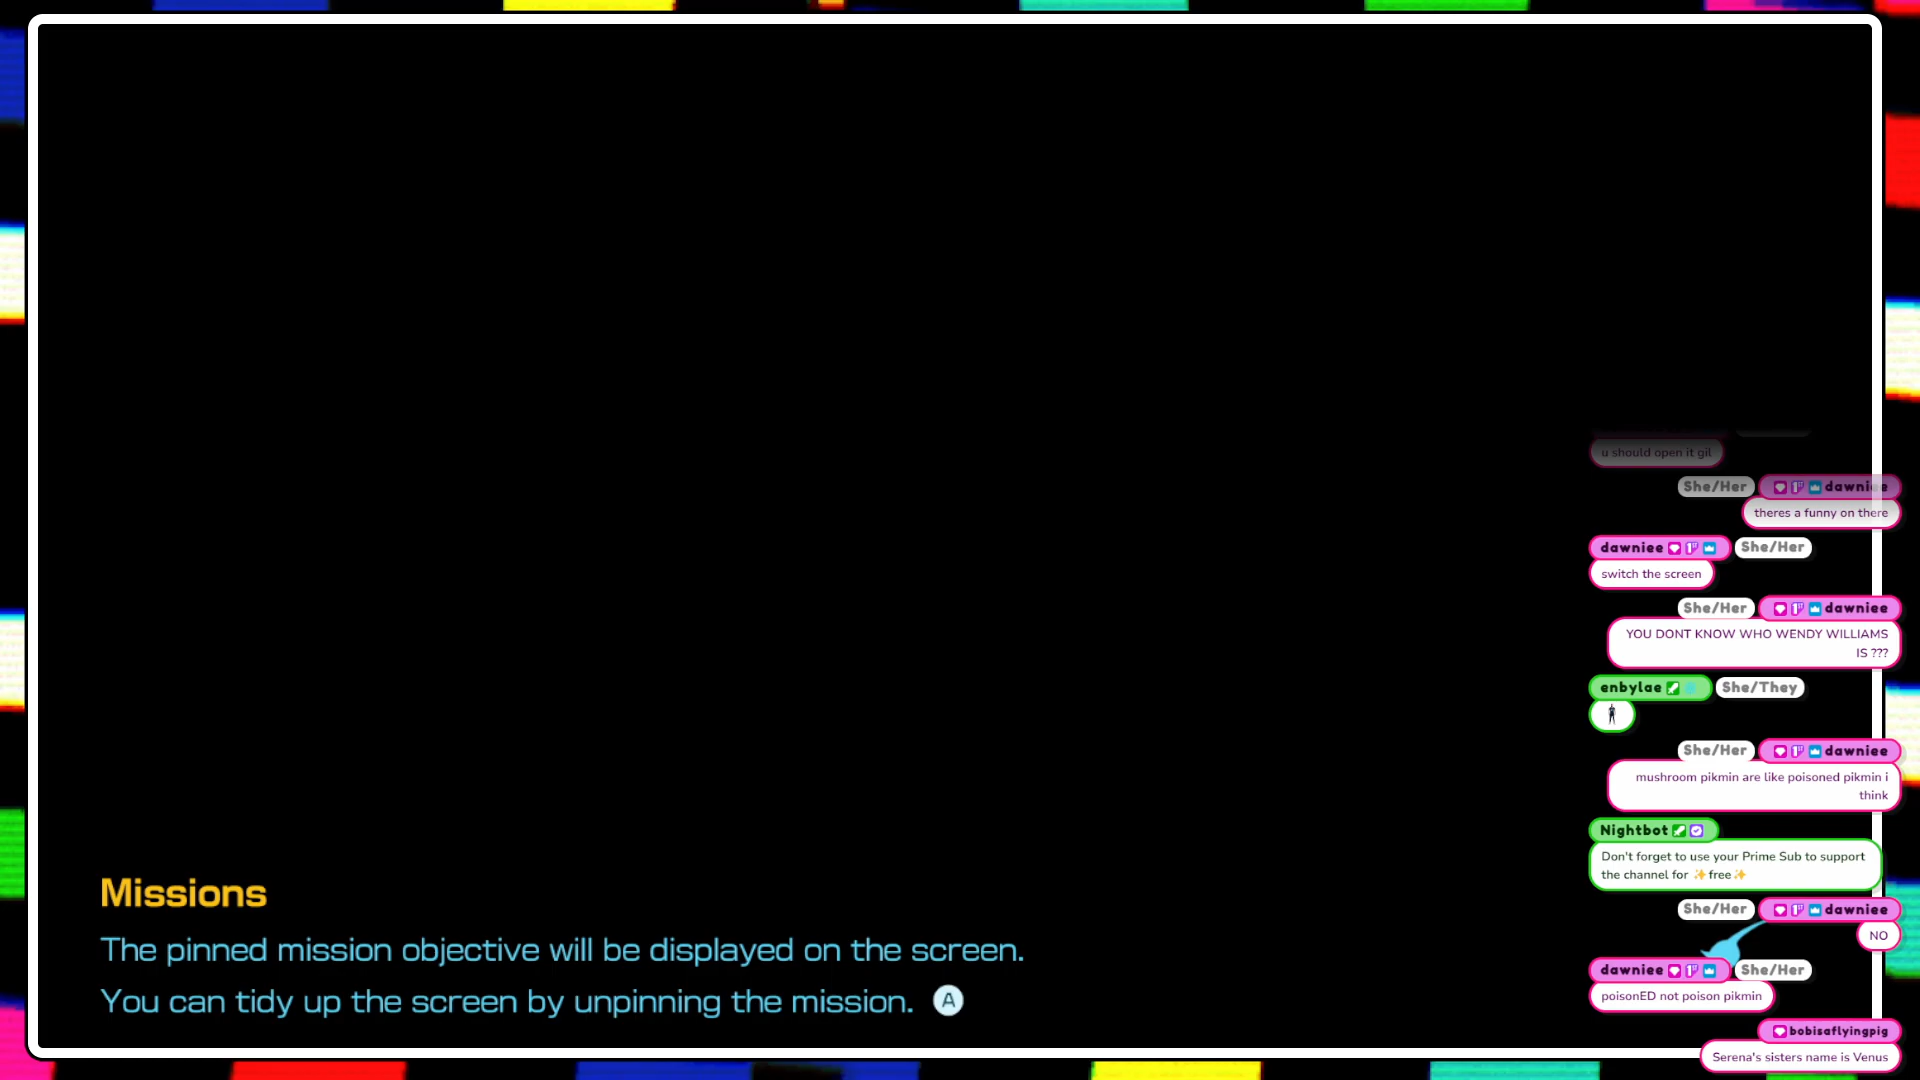 u should open it gil
She/Her dawniee
theres a funny on there
dawniee She/Her
switch the screen
She/Her dawniee
YOU DONT KNOW WHO WENDY WILLIAMS
IS ???
enbylae She/They
She/Her dawniee
mushroom pikmin are like poisoned pikmin i
think
Nightbot
Don't forget to use your Prime Sub to support
the channel for ✨free✨
She/Her dawniee
NO
dawniee She/Her
poisonED not poison pikmin
bobisaflyingpig
Serena's sisters name is Venus
Missions
The pinned mission objective will be displayed on the screen.
You can tidy up the screen by unpinning the mission. A